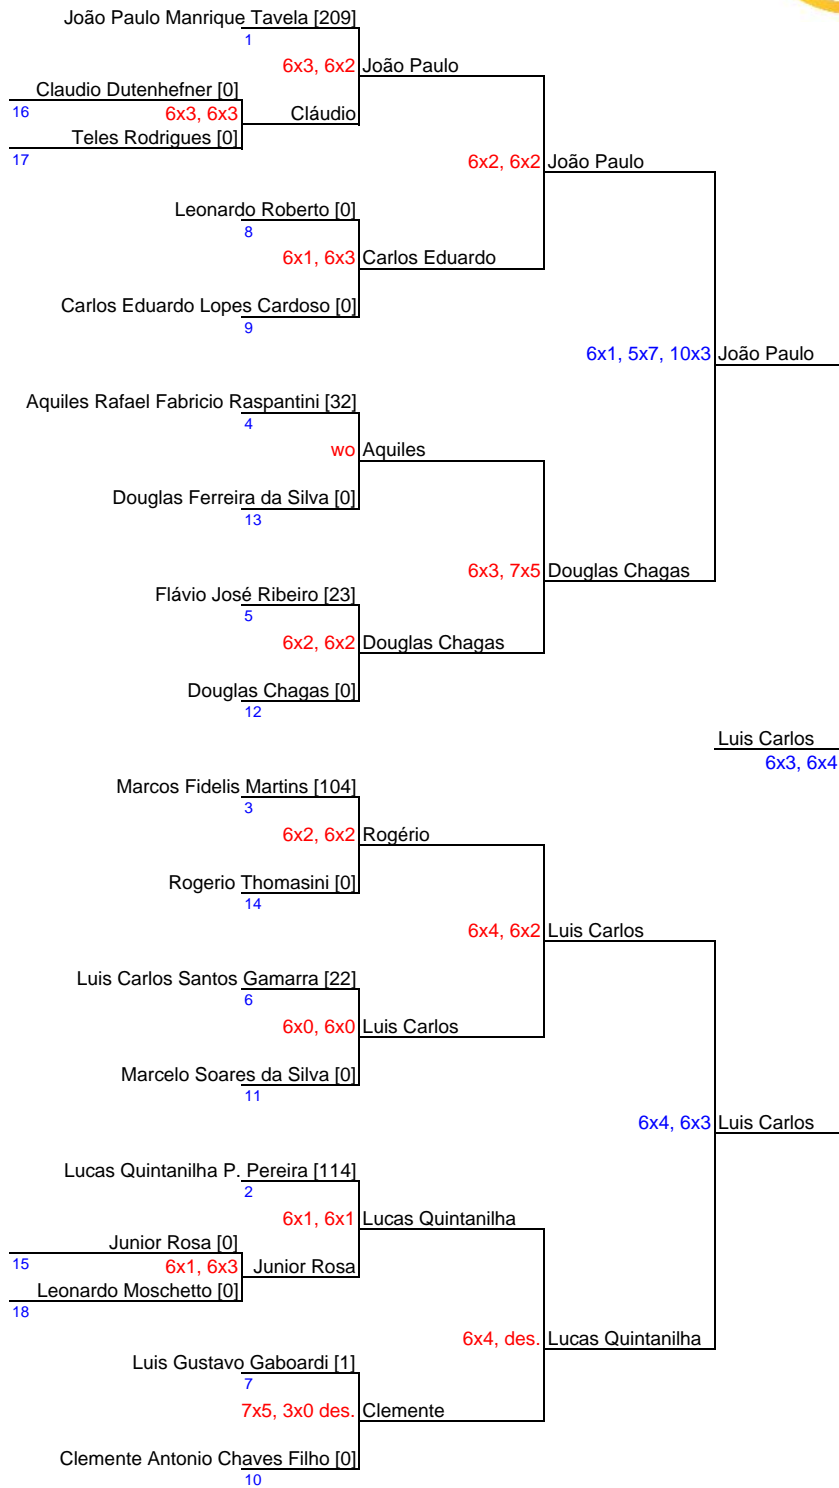 João Paulo Manrique Tavela [209]
1
6x3, 6x2 João Paulo
Claudio Dutenhefner [0]
16 6x3, 6x3 Cláudio
Teles Rodrigues [0]
17
6x2, 6x2 João Paulo
Leonardo Roberto [0]
8
6x1, 6x3 Carlos Eduardo
Carlos Eduardo Lopes Cardoso [0]
9
6x1, 5x7, 10x3 João Paulo
Aquiles Rafael Fabricio Raspantini [32]
4
wo Aquiles
Douglas Ferreira da Silva [0]
13
6x3, 7x5 Douglas Chagas
Flávio José Ribeiro [23]
5
6x2, 6x2 Douglas Chagas
Douglas Chagas [0]
12
Luis Carlos
6x3, 6x4
Marcos Fidelis Martins [104]
3
6x2, 6x2 Rogério
Rogerio Thomasini [0]
14
6x4, 6x2 Luis Carlos
Luis Carlos Santos Gamarra [22]
6
6x0, 6x0 Luis Carlos
Marcelo Soares da Silva [0]
11
6x4, 6x3 Luis Carlos
Lucas Quintanilha P. Pereira [114]
2
6x1, 6x1 Lucas Quintanilha
Junior Rosa [0]
15 6x1, 6x3 Junior Rosa
Leonardo Moschetto [0]
18
6x4, des. Lucas Quintanilha
Luis Gustavo Gaboardi [1]
7
7x5, 3x0 des. Clemente
Clemente Antonio Chaves Filho [0]
10